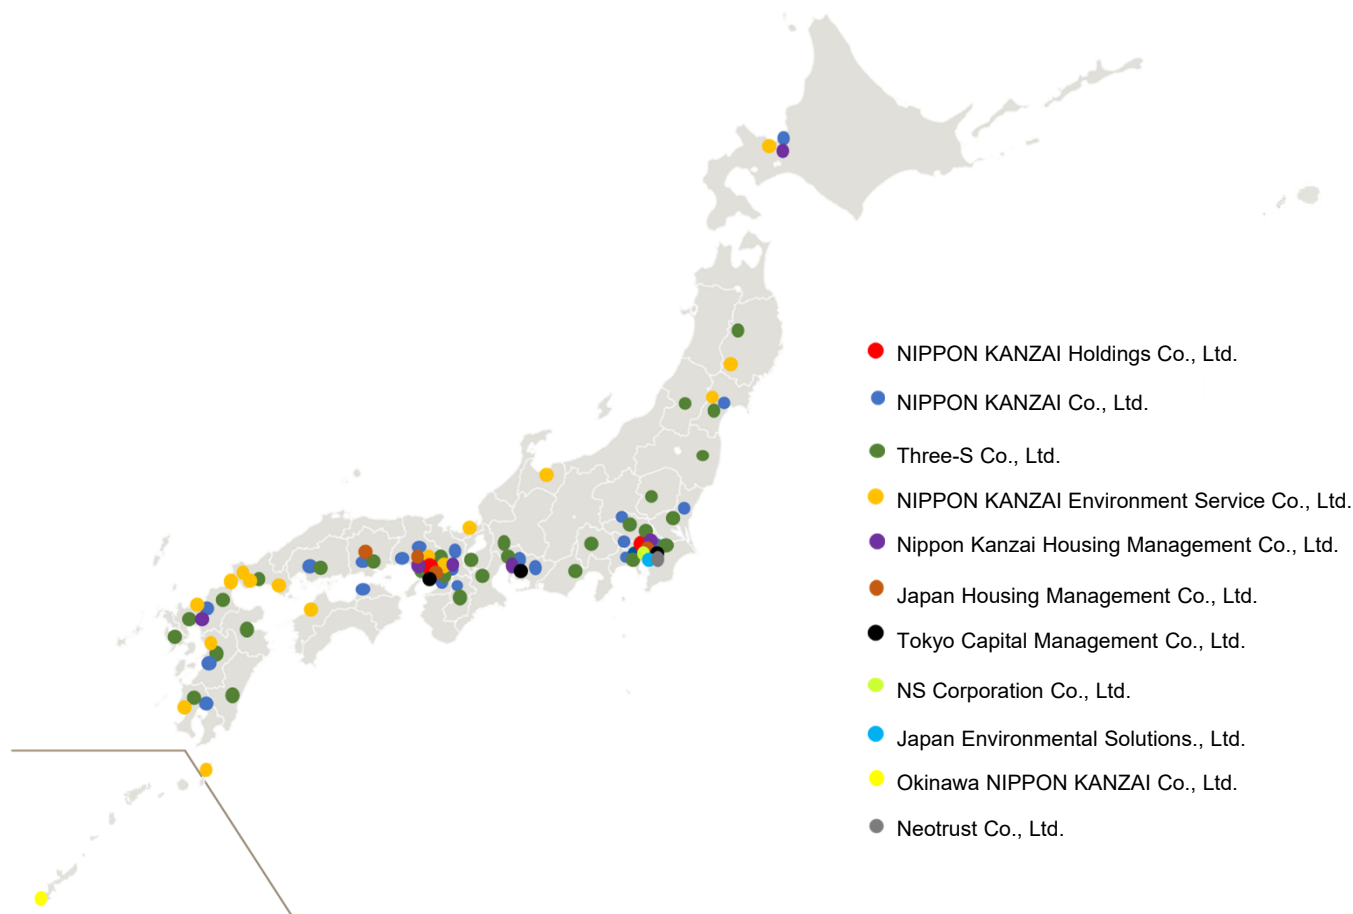 NIPPON KANZAI Holdings Co., Ltd.
NIPPON KANZAI Co., Ltd.
Three-S Co., Ltd.
NIPPON KANZAI Environment Service Co., Ltd.
Nippon Kanzai Housing Management Co., Ltd.
Japan Housing Management Co., Ltd.
Tokyo Capital Management Co., Ltd.
NS Corporation Co., Ltd.
Japan Environmental Solutions., Ltd.
Okinawa NIPPON KANZAI Co., Ltd.
Neotrust Co., Ltd.